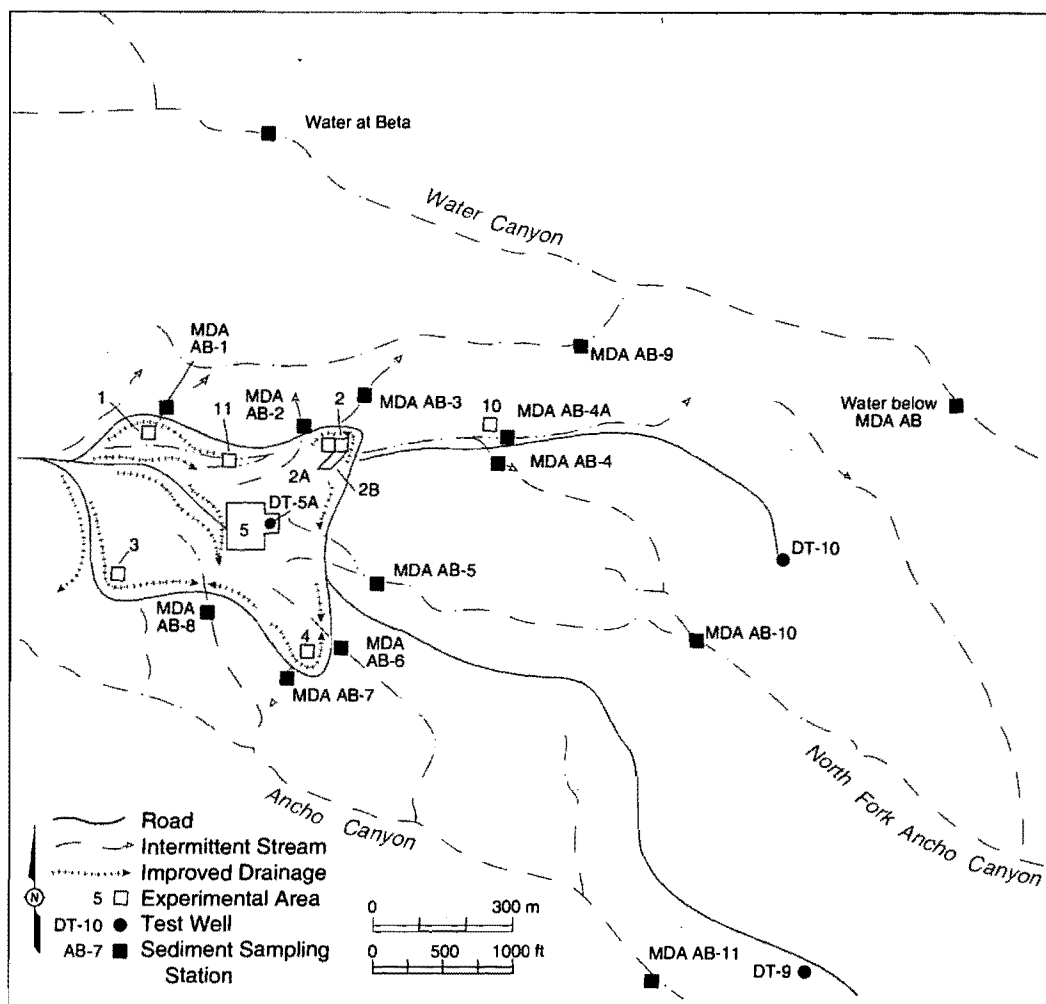 Water at Beta
Water Canyon
MDA
AB-1
1
11
MDA
AB-2
2
MDA AB-3
MDA AB-9
10
MDA AB-4A
Water below
MDA AB
MDA AB-4
2A
2B
DT-5A
5
DT-10
3
MDA AB-5
MDA
AB-8
4
MDA
AB-6
MDA AB-10
MDA AB-7
North Fork Ancho Canyon
Ancho Canyon
Road
Intermittent Stream
Improved Drainage
N
5 Experimental Area
DT-10 Test Well
AB-7 Sediment Sampling
Station
0 300 m
0 500 1000 ft
MDA AB-11
DT-9